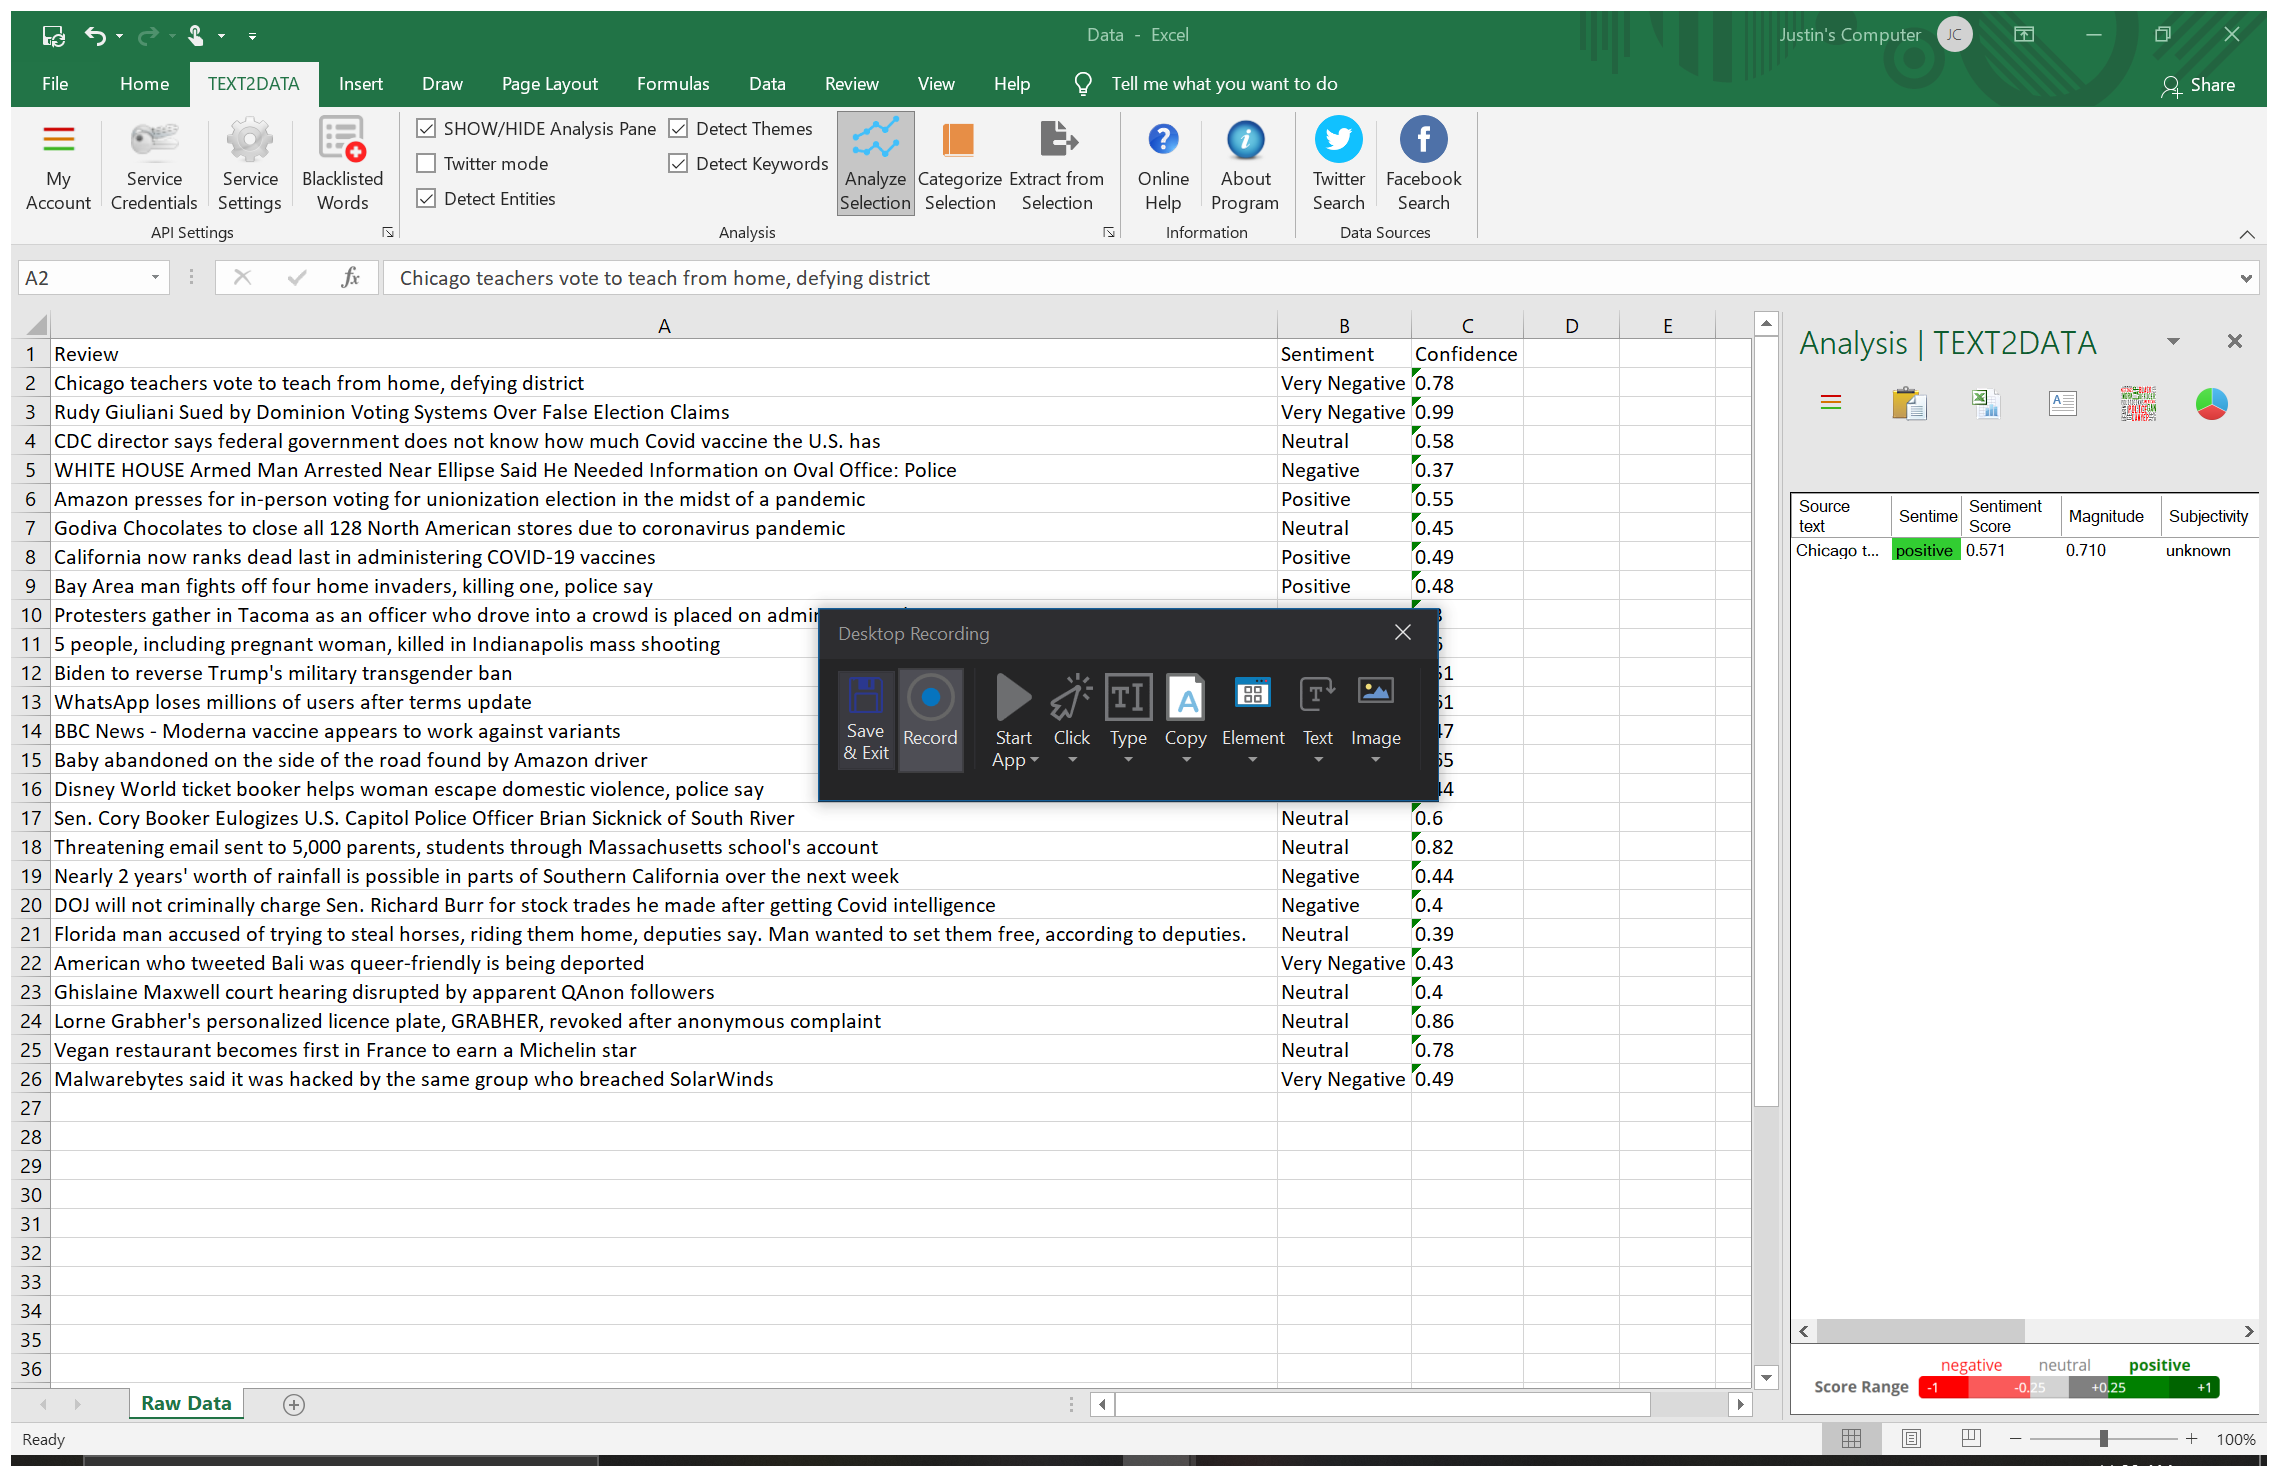 Data - Excel
Justin's Computer JC
File Home TEXT2DATA Insert Draw Page Layout Formulas Data Review View Help Tell me what you want to do Share
My Account
Service Credentials
Service Settings
Blacklisted Words
API Settings
SHOW/HIDE Analysis Pane
Twitter mode
Detect Entities
Detect Themes
Detect Keywords
Analyze Selection
Categorize Selection
Extract from Selection
Analysis
Online Help
About Program
Information
Twitter Search
Facebook Search
Data Sources
A2 fx Chicago teachers vote to teach from home, defying district
A B C D E
1 Review Sentiment Confidence
2 Chicago teachers vote to teach from home, defying district Very Negative 0.78
3 Rudy Giuliani Sued by Dominion Voting Systems Over False Election Claims Very Negative 0.99
4 CDC director says federal government does not know how much Covid vaccine the U.S. has Neutral 0.58
5 WHITE HOUSE Armed Man Arrested Near Ellipse Said He Needed Information on Oval Office: Police Negative 0.37
6 Amazon presses for in-person voting for unionization election in the midst of a pandemic Positive 0.55
7 Godiva Chocolates to close all 128 North American stores due to coronavirus pandemic Neutral 0.45
8 California now ranks dead last in administering COVID-19 vaccines Positive 0.49
9 Bay Area man fights off four home invaders, killing one, police say Positive 0.48
10 Protesters gather in Tacoma as an officer who drove into a crowd is placed on
11 5 people, including pregnant woman, killed in Indianapolis mass shooting
12 Biden to reverse Trump's military transgender ban 51
13 WhatsApp loses millions of users after terms update 61
14 BBC News - Moderna vaccine appears to work against variants 47
15 Baby abandoned on the side of the road found by Amazon driver 65
16 Disney World ticket booker helps woman escape domestic violence, police say 44
17 Sen. Cory Booker Eulogizes U.S. Capitol Police Officer Brian Sicknick of South River Neutral 0.6
18 Threatening email sent to 5,000 parents, students through Massachusetts school's account Neutral 0.82
19 Nearly 2 years' worth of rainfall is possible in parts of Southern California over the next week Negative 0.44
20 DOJ will not criminally charge Sen. Richard Burr for stock trades he made after getting Covid intelligence Negative 0.4
21 Florida man accused of trying to steal horses, riding them home, deputies say. Man wanted to set them free, according to deputies. Neutral 0.39
22 American who tweeted Bali was queer-friendly is being deported Very Negative 0.43
23 Ghislaine Maxwell court hearing disrupted by apparent QAnon followers Neutral 0.4
24 Lorne Grabher's personalized licence plate, GRABHER, revoked after anonymous complaint Neutral 0.86
25 Vegan restaurant becomes first in France to earn a Michelin star Neutral 0.78
26 Malwarebytes said it was hacked by the same group who breached SolarWinds Very Negative 0.49
27
28
29
30
31
32
33
34
35
36
Desktop Recording
Save & Exit
Record
Start App
Click
Type
Copy
Element
Text
Image
Analysis | TEXT2DATA
Source text Sentime Sentiment Score Magnitude Subjectivity
Chicago t... positive 0.571 0.710 unknown
negative neutral positive
Score Range -1 -0.25 +0.25 +1
Raw Data
Ready
100%